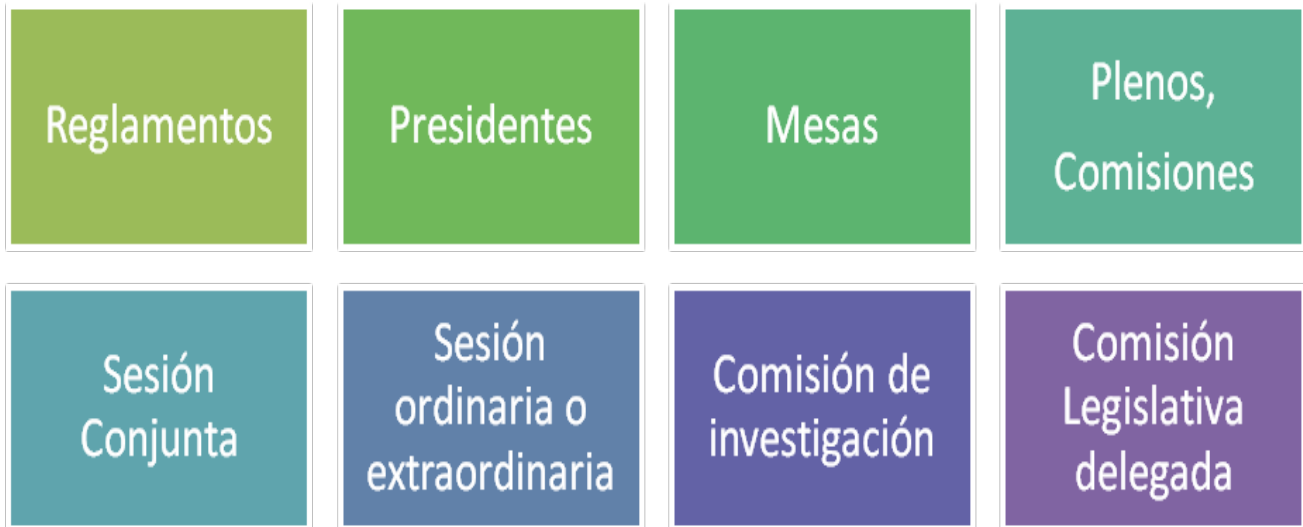 Reglamentos
Presidentes
Mesas
Plenos,
Comisiones
Sesión
Conjunta
Sesión
ordinaria o
extraordinaria
Comisión de
investigación
Comisión
Legislativa
delegada